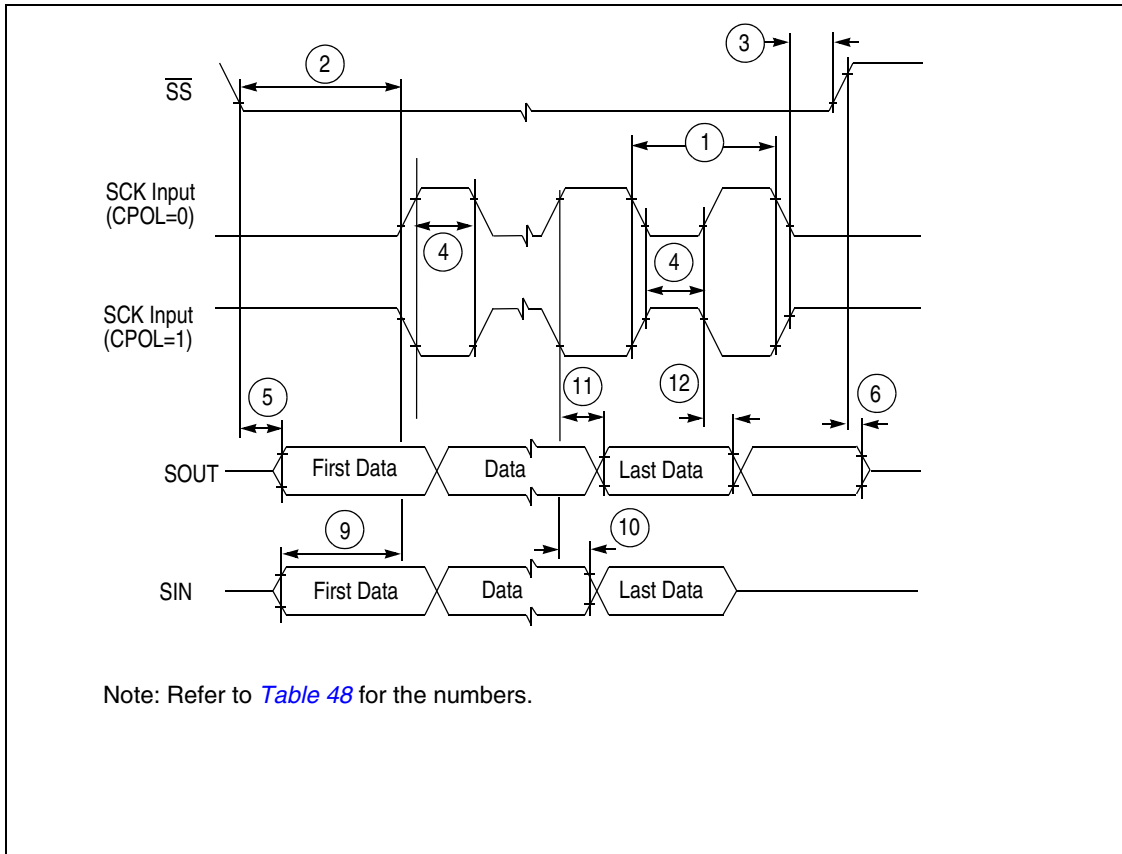 3
2
SS
1
SCK Input
(CPOL=0)
4
4
SCK Input
(CPOL=1)
5
11
12
6
SOUT
First Data
Data
Last Data
9
10
SIN
First Data
Data
Last Data
Note: Refer to Table 48 for the numbers.